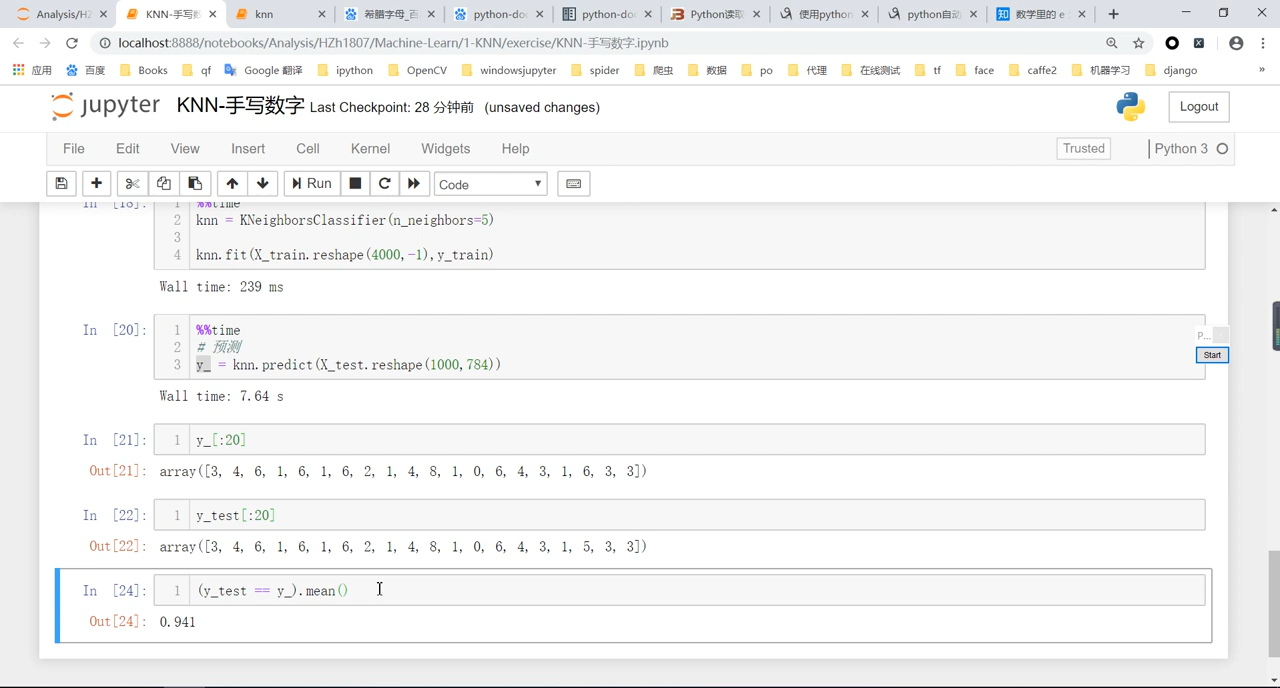 Analysis/HZ
KNN-手写数
knn
希腊字母_百
python-do
python-doc
Python读取
使用python
python自动
数学里的 e
localhost:8888/notebooks/Analysis/HZh1807/Machine-Learn/1-KNN/exercise/KNN-手写数字.ipynb
应用 百度 Books qf Google 翻译 ipython OpenCV windowsjupyter spider 爬虫 数据 po 代理 在线测试 tf face caffe2 机器学习 django »
jupyter KNN-手写数字 Last Checkpoint: 28 分钟前 (unsaved changes)
Logout
File Edit View Insert Cell Kernel Widgets Help
Trusted
Python 3
Run
Code
In [18]:
1 %%time
2 knn = KNeighborsClassifier(n_neighbors=5)
3
4 knn.fit(X_train.reshape(4000,-1),y_train)
Wall time: 239 ms
In [20]:
1 %%time
2 # 预测
3 y_ = knn.predict(X_test.reshape(1000,784))
Wall time: 7.64 s
P...
Start
In [21]:
1 y_[:20]
Out[21]: array([3, 4, 6, 1, 6, 1, 6, 2, 1, 4, 8, 1, 0, 6, 4, 3, 1, 6, 3, 3])
In [22]:
1 y_test[:20]
Out[22]: array([3, 4, 6, 1, 6, 1, 6, 2, 1, 4, 8, 1, 0, 6, 4, 3, 1, 5, 3, 3])
In [24]:
1 (y_test == y_).mean()
Out[24]: 0.941